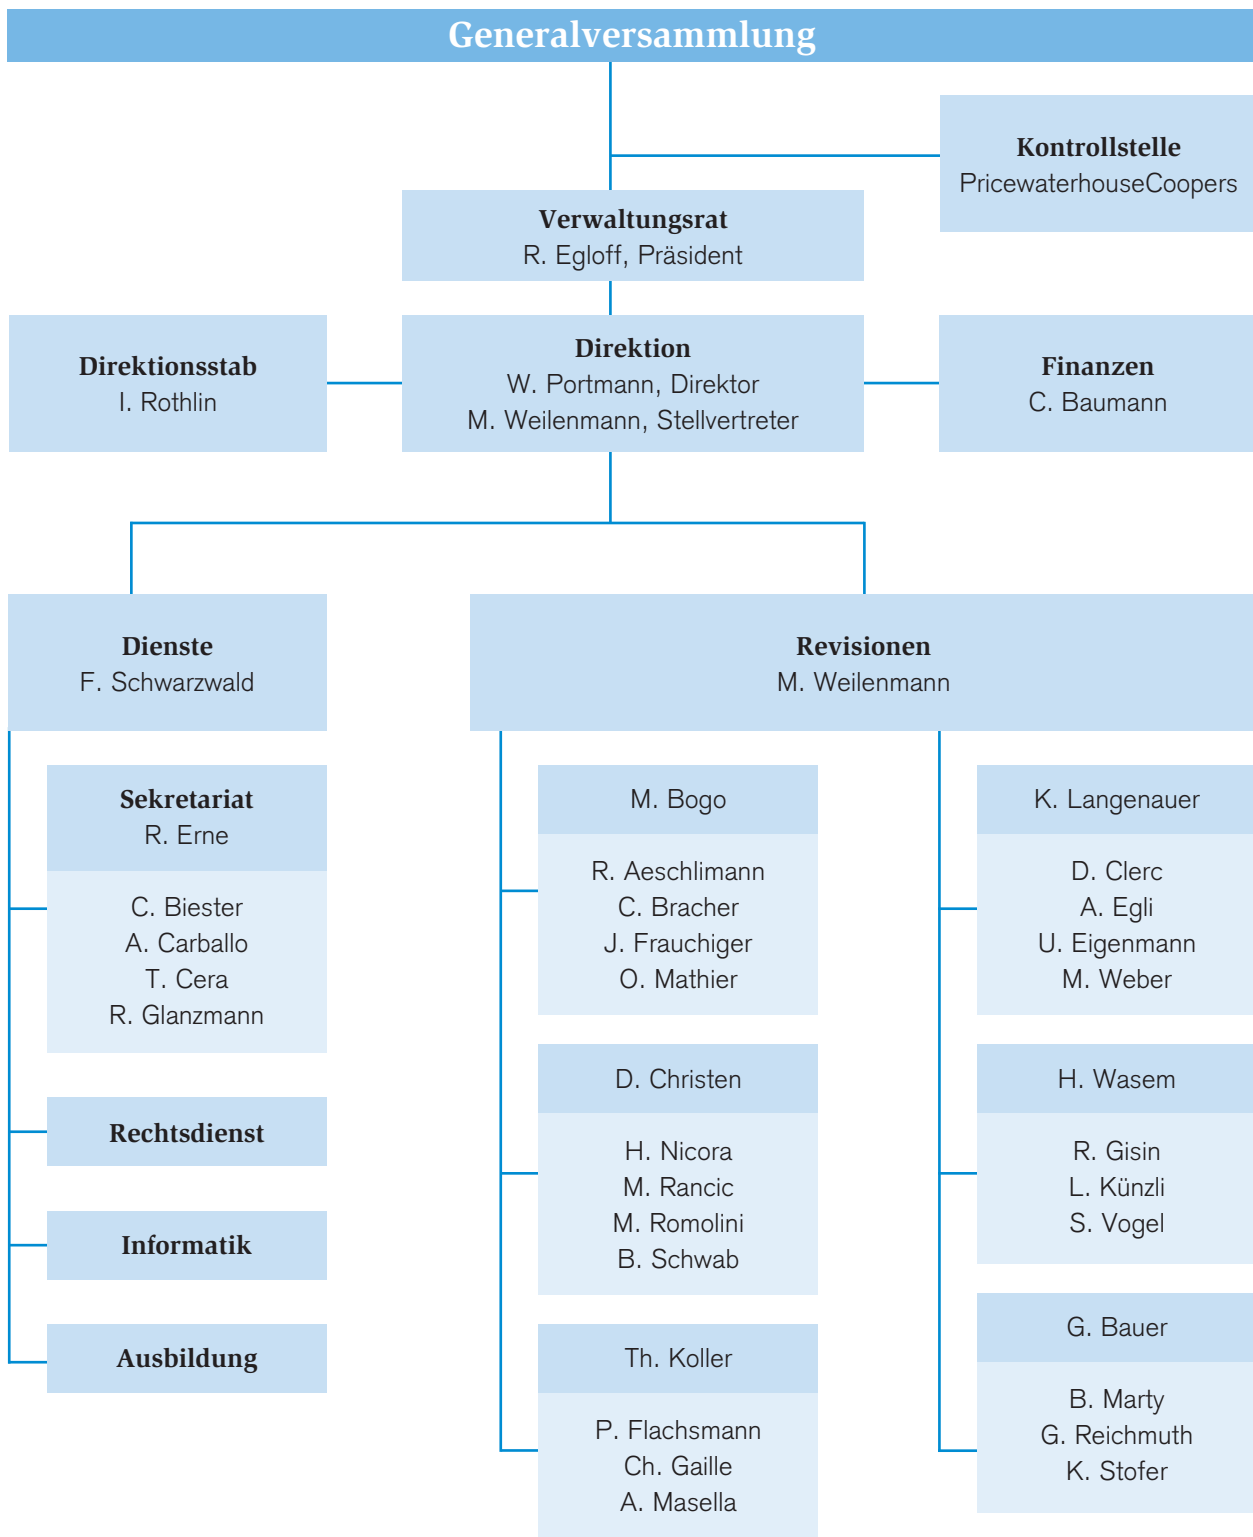 Generalversammlung
Kontrollstelle
PricewaterhouseCoopers
Verwaltungsrat
R. Egloff, Präsident
Direktionsstab
I. Rothlin
Direktion
W. Portmann, Direktor
M. Weilenmann, Stellvertreter
Finanzen
C. Baumann
Dienste
F. Schwarzwald
Revisionen
M. Weilenmann
Sekretariat
R. Erne
C. Biester
A. Carballo
T. Cera
R. Glanzmann
Rechtsdienst
Informatik
Ausbildung
M. Bogo
R. Aeschlimann
C. Bracher
J. Frauchiger
O. Mathier
D. Christen
H. Nicora
M. Rancic
M. Romolini
B. Schwab
Th. Koller
P. Flachsmann
Ch. Gaille
A. Masella
K. Langenauer
D. Clerc
A. Egli
U. Eigenmann
M. Weber
H. Wasem
R. Gisin
L. Künzli
S. Vogel
G. Bauer
B. Marty
G. Reichmuth
K. Stofer